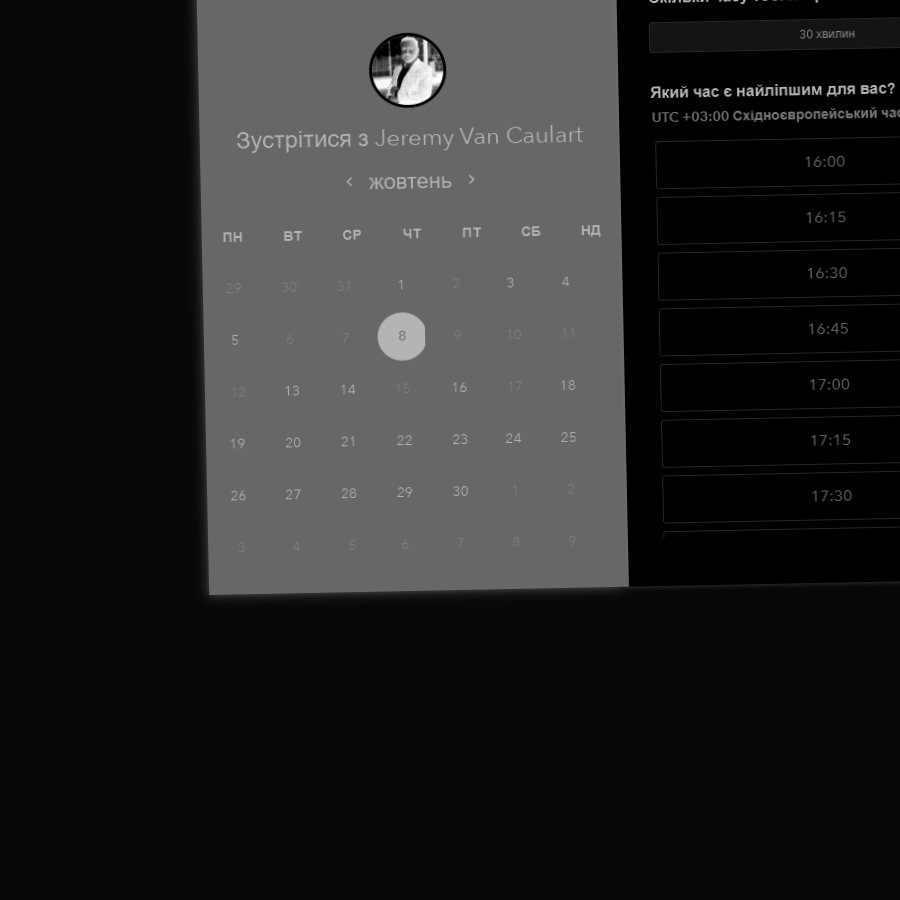 Зустрітися з Jeremy Van Caulart
жовтень
ПН ВТ СР ЧТ ПТ СБ НД
29 30 31 1 2 3 4
5 6 7 8 9 10 11
12 13 14 15 16 17 18
19 20 21 22 23 24 25
26 27 28 29 30 1 2
3 4 5 6 7 8 9
30 хвилин
Який час є найліпшим для вас?
UTC +03:00 Східноєвропейський
16:00
16:15
16:30
16:45
17:00
17:15
17:30